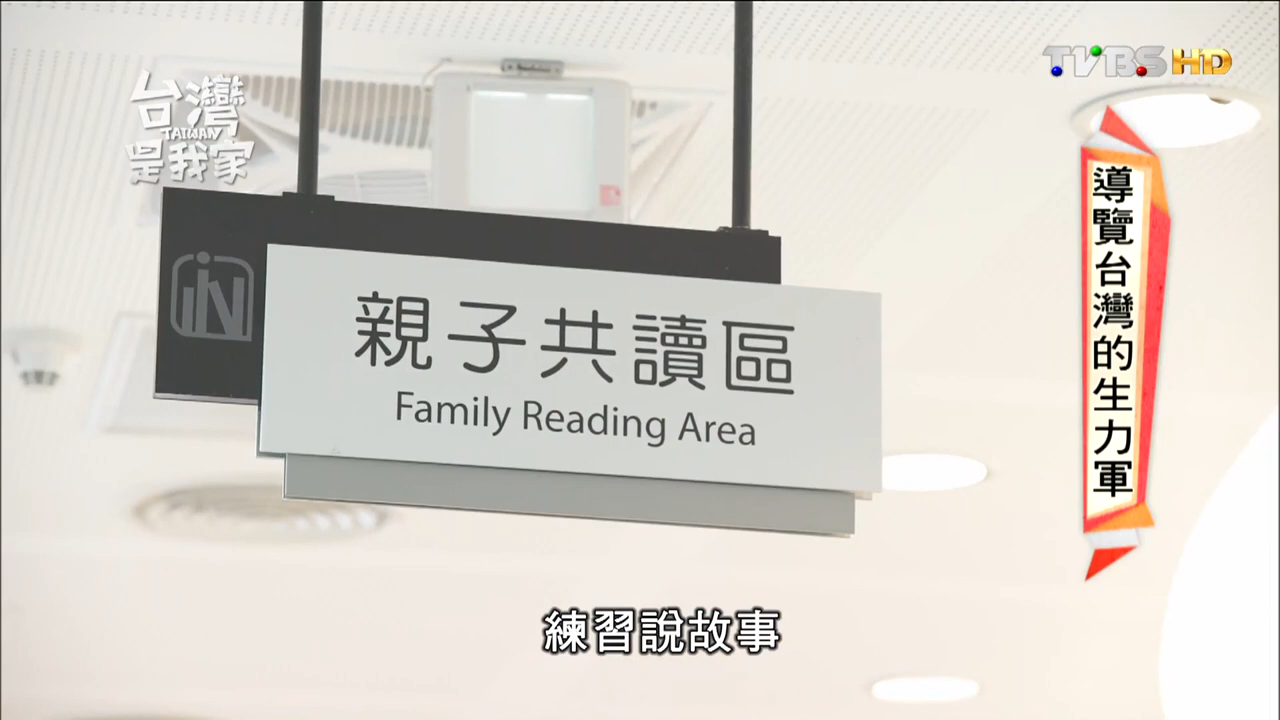 台灣
TAIWAN
是我家
TVBS HD
導覽台灣的生力軍
親子共讀區
Family Reading Area
練習說故事